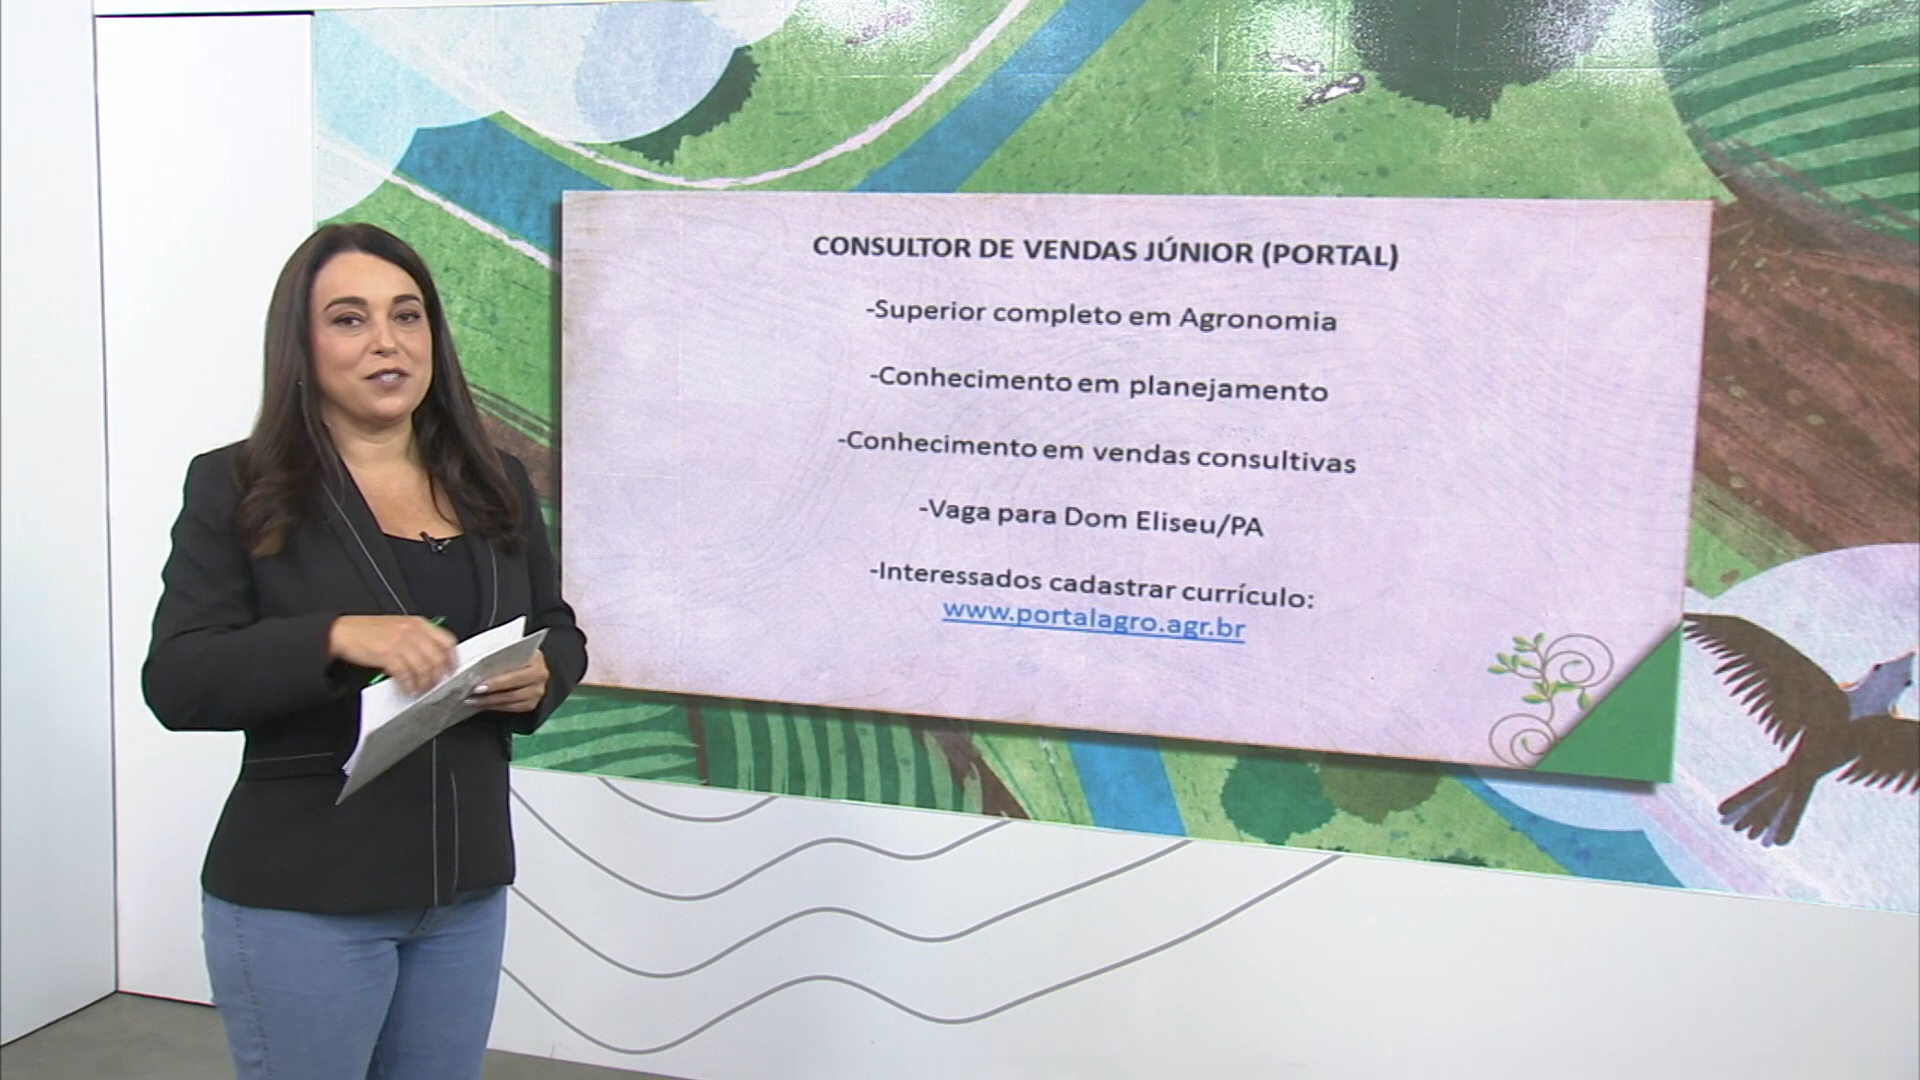 CONSULTOR DE VENDAS JÚNIOR (PORTAL)
-Superior completo em Agronomia
-Conhecimento em planejamento
-Conhecimento em vendas consultivas
-Vaga para Dom Eliseu/PA
-Interessados cadastrar currículo:
www.portalagro.agr.br